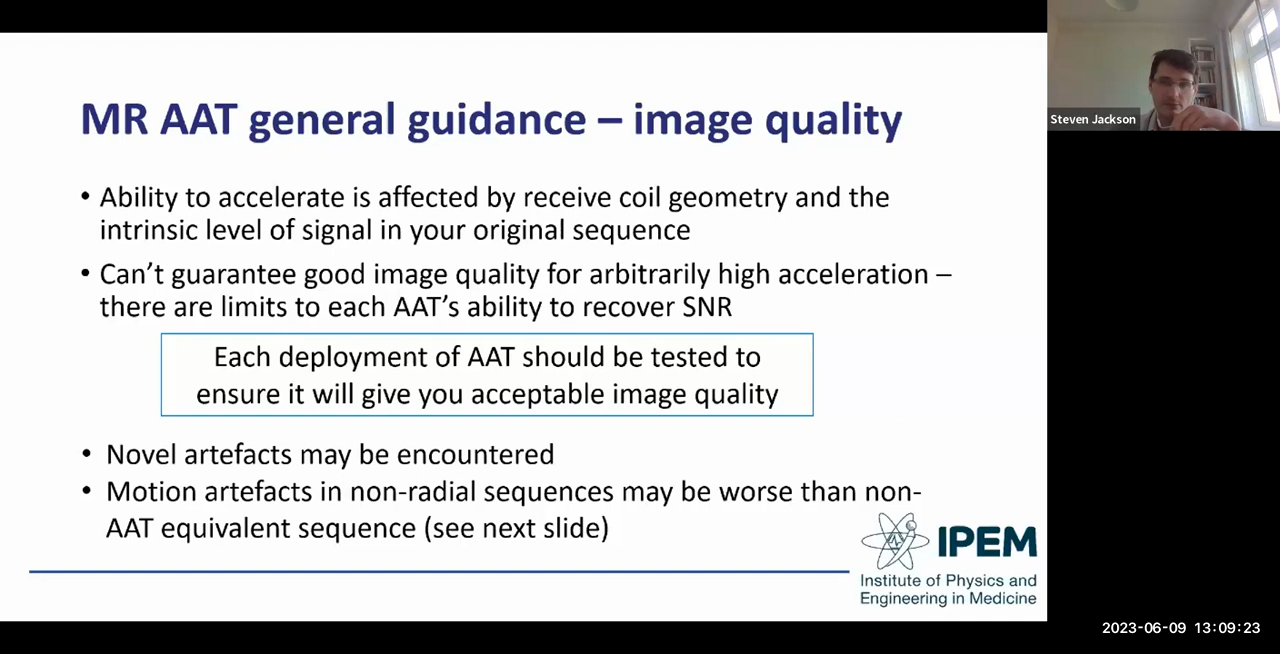 MR AAT general guidance – image quality
• Ability to accelerate is affected by receive coil geometry and the
intrinsic level of signal in your original sequence
• Can't guarantee good image quality for arbitrarily high acceleration –
there are limits to each AAT's ability to recover SNR
Each deployment of AAT should be tested to
ensure it will give you acceptable image quality
• Novel artefacts may be encountered
• Motion artefacts in non-radial sequences may be worse than non-
AAT equivalent sequence (see next slide)
IPEM
Institute of Physics and
Engineering in Medicine
Steven Jackson
2023-06-09 13:09:23